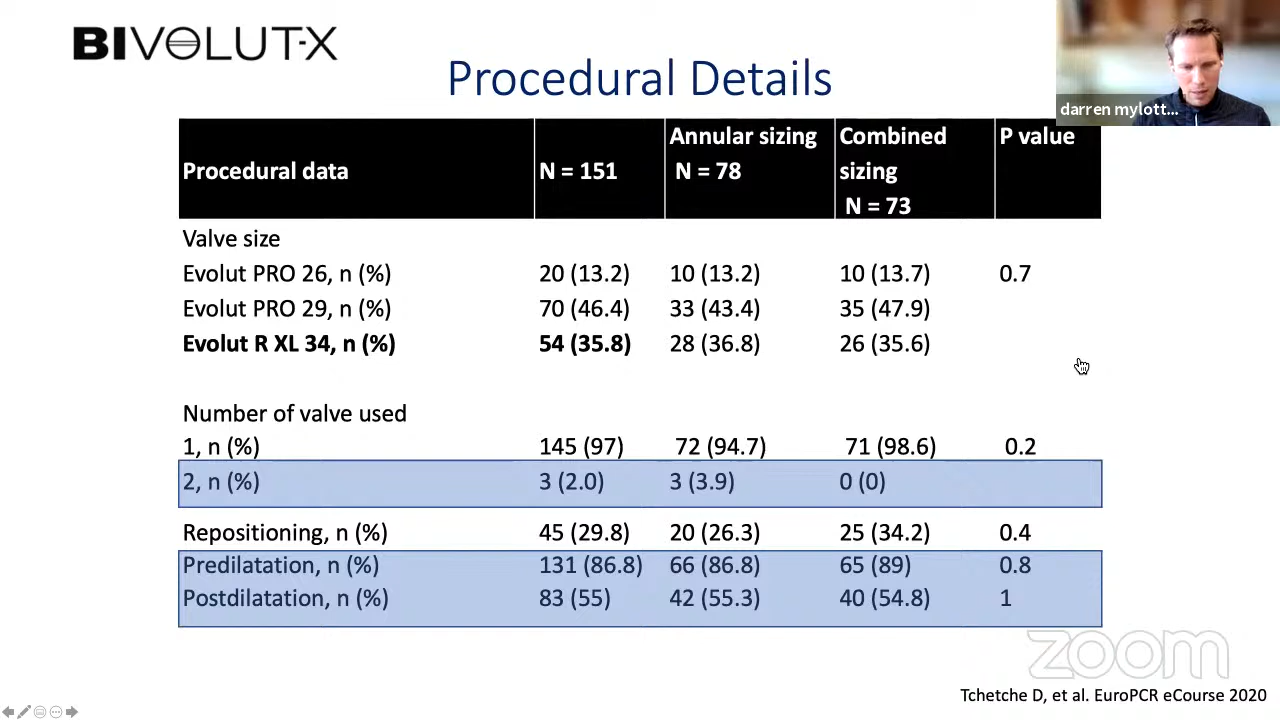 BIVOLUT-X
Procedural Details
darren mylott...
Procedural data N = 151 Annular sizing N = 78 Combined sizing N = 73 P value
Valve size
Evolut PRO 26, n (%) 20 (13.2) 10 (13.2) 10 (13.7) 0.7
Evolut PRO 29, n (%) 70 (46.4) 33 (43.4) 35 (47.9)
Evolut R XL 34, n (%) 54 (35.8) 28 (36.8) 26 (35.6)
Number of valve used
1, n (%) 145 (97) 72 (94.7) 71 (98.6) 0.2
2, n (%) 3 (2.0) 3 (3.9) 0 (0)
Repositioning, n (%) 45 (29.8) 20 (26.3) 25 (34.2) 0.4
Predilatation, n (%) 131 (86.8) 66 (86.8) 65 (89) 0.8
Postdilatation, n (%) 83 (55) 42 (55.3) 40 (54.8) 1
zoom
Tchetche D, et al. EuroPCR eCourse 2020